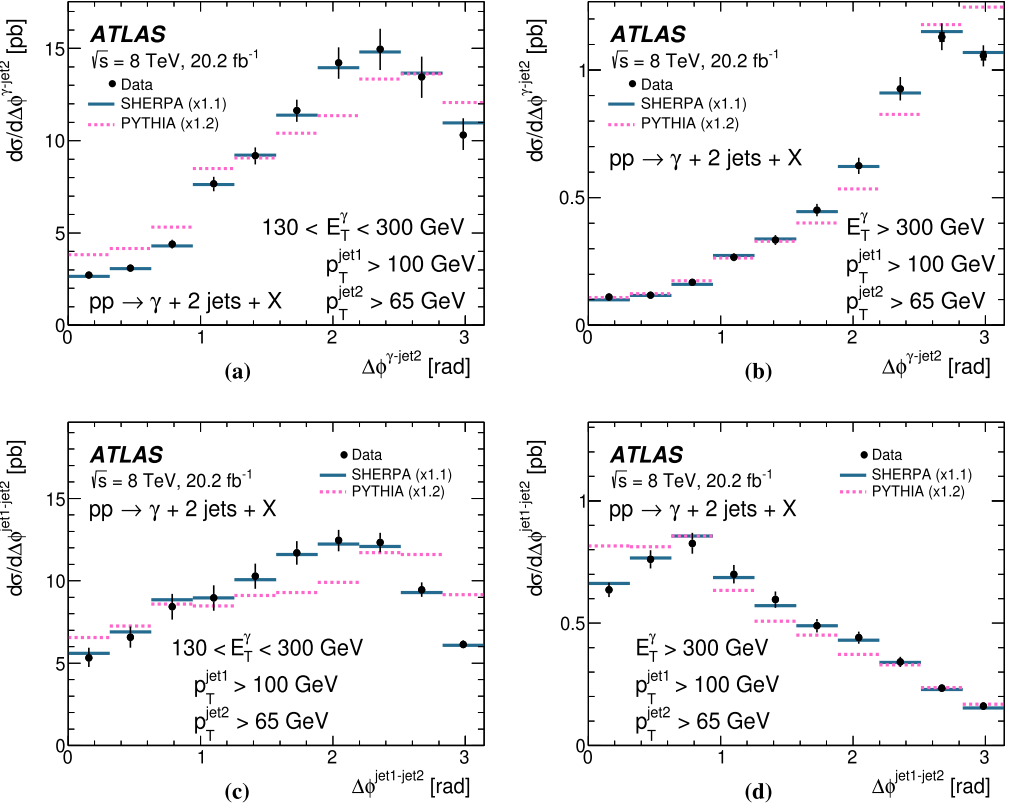 dσ/dΔφ^γ-jet2 [pb]
15
10
5
0
ATLAS
√s = 8 TeV, 20.2 fb⁻¹
Data
SHERPA (x1.1)
PYTHIA (x1.2)
130 < E_T^γ < 300 GeV
p_T^jet1 > 100 GeV
pp → γ + 2 jets + X
p_T^jet2 > 65 GeV
0 1 2 3
Δφ^γ-jet2 [rad]
(a)
dσ/dΔφ^γ-jet2 [pb]
1
0.5
0
ATLAS
√s = 8 TeV, 20.2 fb⁻¹
Data
SHERPA (x1.1)
PYTHIA (x1.2)
pp → γ + 2 jets + X
E_T^γ > 300 GeV
p_T^jet1 > 100 GeV
p_T^jet2 > 65 GeV
0 1 2 3
Δφ^γ-jet2 [rad]
(b)
dσ/dΔφ^jet1-jet2 [pb]
15
10
5
0
ATLAS
√s = 8 TeV, 20.2 fb⁻¹
pp → γ + 2 jets + X
Data
SHERPA (x1.1)
PYTHIA (x1.2)
130 < E_T^γ < 300 GeV
p_T^jet1 > 100 GeV
p_T^jet2 > 65 GeV
0 1 2 3
Δφ^jet1-jet2 [rad]
(c)
dσ/dΔφ^jet1-jet2 [pb]
1
0.5
0
ATLAS
√s = 8 TeV, 20.2 fb⁻¹
pp → γ + 2 jets + X
Data
SHERPA (x1.1)
PYTHIA (x1.2)
E_T^γ > 300 GeV
p_T^jet1 > 100 GeV
p_T^jet2 > 65 GeV
0 1 2 3
Δφ^jet1-jet2 [rad]
(d)